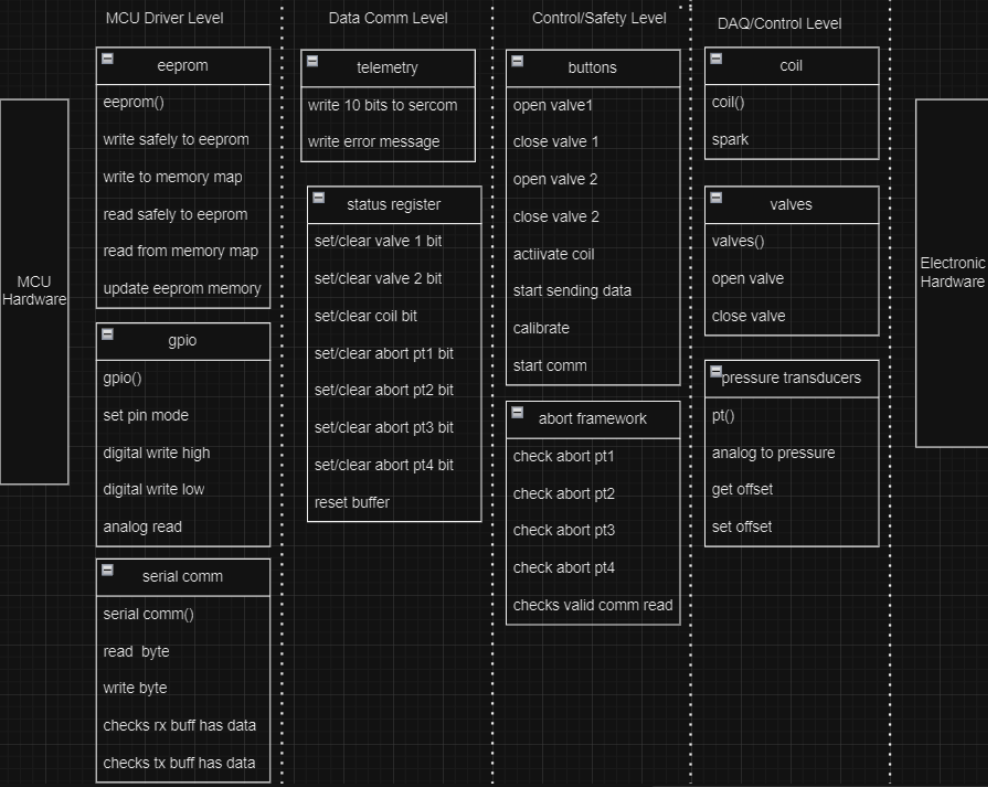 MCU Driver Level
Data Comm Level
Control/Safety Level
DAQ/Control Level
MCU
Hardware
eeprom
eeprom()
write safely to eeprom
write to memory map
read safely to eeprom
read from memory map
update eeprom memory
gpio
gpio()
set pin mode
digital write high
digital write low
analog read
serial comm
serial comm()
read  byte
write byte
checks rx buff has data
checks tx buff has data
telemetry
write 10 bits to sercom
write error message
status register
set/clear valve 1 bit
set/clear valve 2 bit
set/clear coil bit
set/clear abort pt1 bit
set/clear abort pt2 bit
set/clear abort pt3 bit
set/clear abort pt4 bit
reset buffer
buttons
open valve1
close valve 1
open valve 2
close valve 2
actiivate coil
start sending data
calibrate
start comm
abort framework
check abort pt1
check abort pt2
check abort pt3
check abort pt4
checks valid comm read
coil
coil()
spark
valves
valves()
open valve
close valve
pressure transducers
pt()
analog to pressure
get offset
set offset
Electronic
Hardware